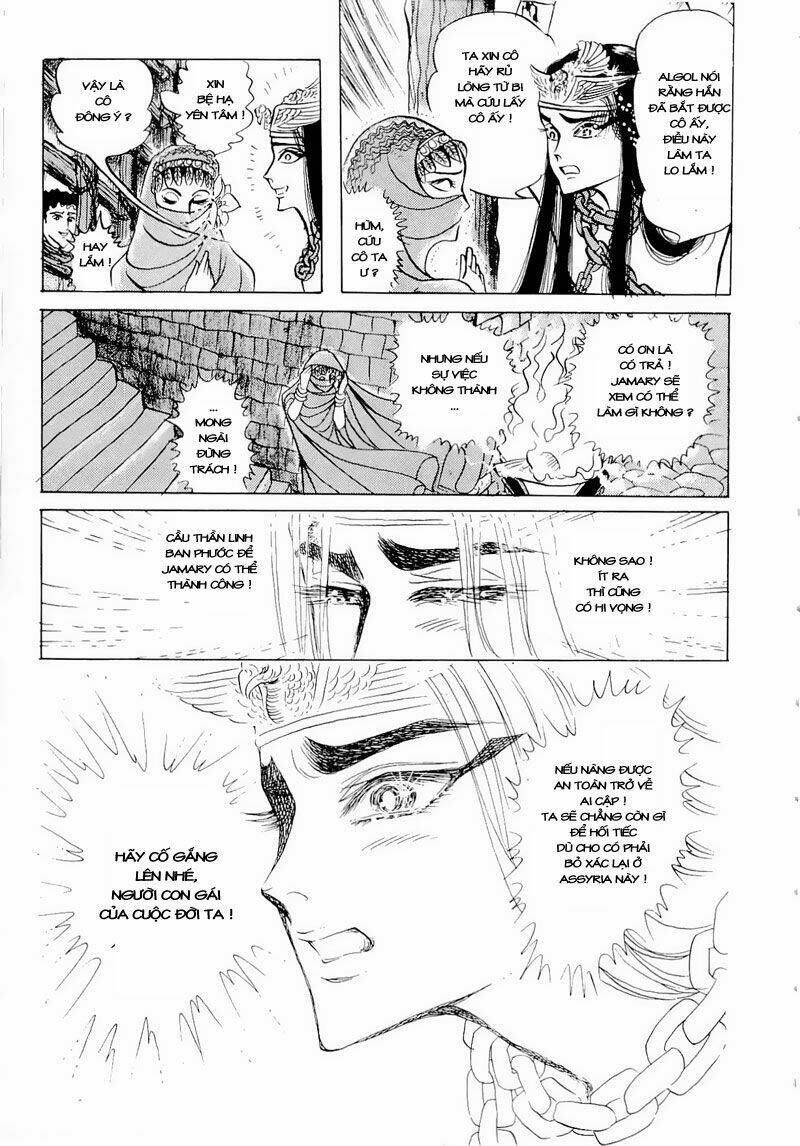 ALGOL NÓI
RẰNG HẮN
ĐÃ BẮT ĐƯỢC
CÔ ẤY,
ĐIỀU NÀY
LÀM TA
LO LẮM !
TA XIN CÔ
HÃY RỦ
LÒNG TỪ BI
MÀ CỨU LẤY
CÔ ẤY !
HỬM,
CỨU
CÔ TA
Ư ?
XIN
BỆ HẠ
YÊN TÂM !
VẬY LÀ
CÔ
ĐỒNG Ý ?
HAY
LẮM !
CÓ ƠN LÀ
CÓ TRẢ !
JAMARY SẼ
XEM CÓ THỂ
LÀM GÌ KHÔNG ?
NHƯNG NẾU
SỰ VIỆC
KHÔNG THÀNH
...
...
MONG
NGÀI
ĐỪNG
TRÁCH !
KHÔNG SAO !
ÍT RA
THÌ CŨNG
CÓ HI VỌNG !
CẦU THẦN LINH
BAN PHƯỚC ĐỂ
JAMARY CÓ THỂ
THÀNH CÔNG !
NẾU NÀNG ĐƯỢC
AN TOÀN TRỞ VỀ
AI CẬP !
TA SẼ CHẲNG CÒN GÌ
ĐỂ HỐI TIẾC
DÙ CHO CÓ PHẢI
BỎ XÁC LẠI Ở
ASSYRIA NÀY !
HÃY CỐ GẮNG
LÊN NHÉ,
NGƯỜI CON GÁI
CỦA CUỘC ĐỜI TA !